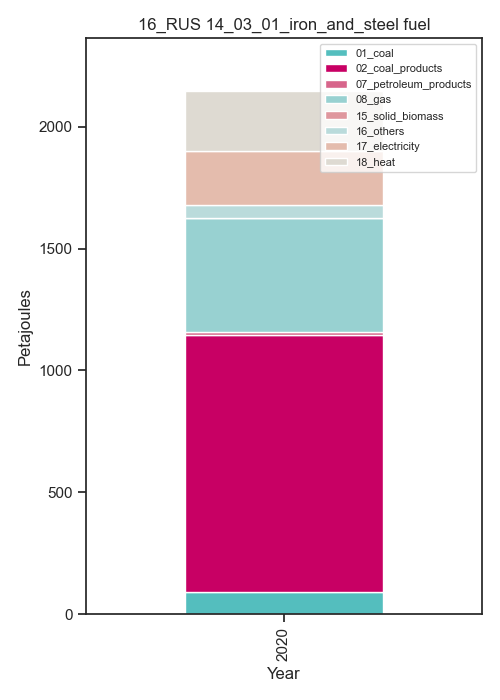 16_RUS 14_03_01_iron_and_steel fuel
01_coal
02_coal_products
07_petroleum_products
08_gas
15_solid_biomass
16_others
17_electricity
18_heat
2000
1500
1000
500
0
Petajoules
2020
Year